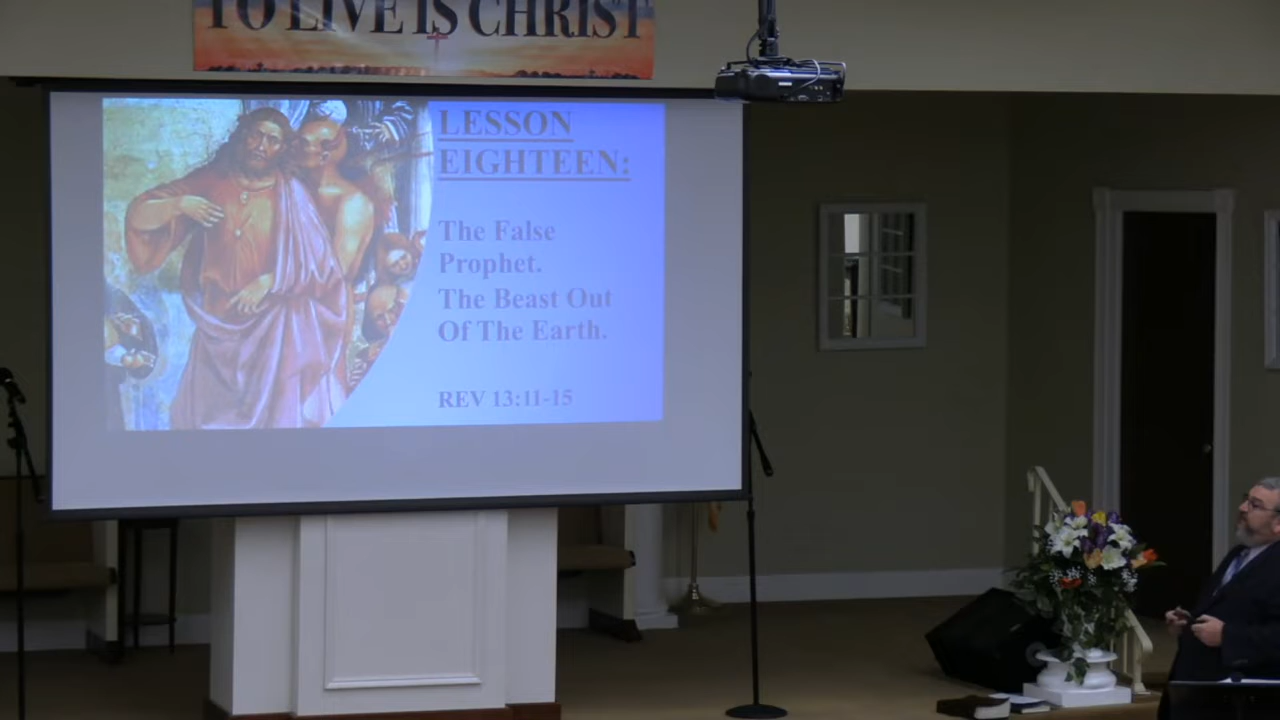 TO LIVE IS CHRIST
LESSON
EIGHTEEN:
The False
Prophet.
The Beast Out
Of The Earth.
REV 13:11-15